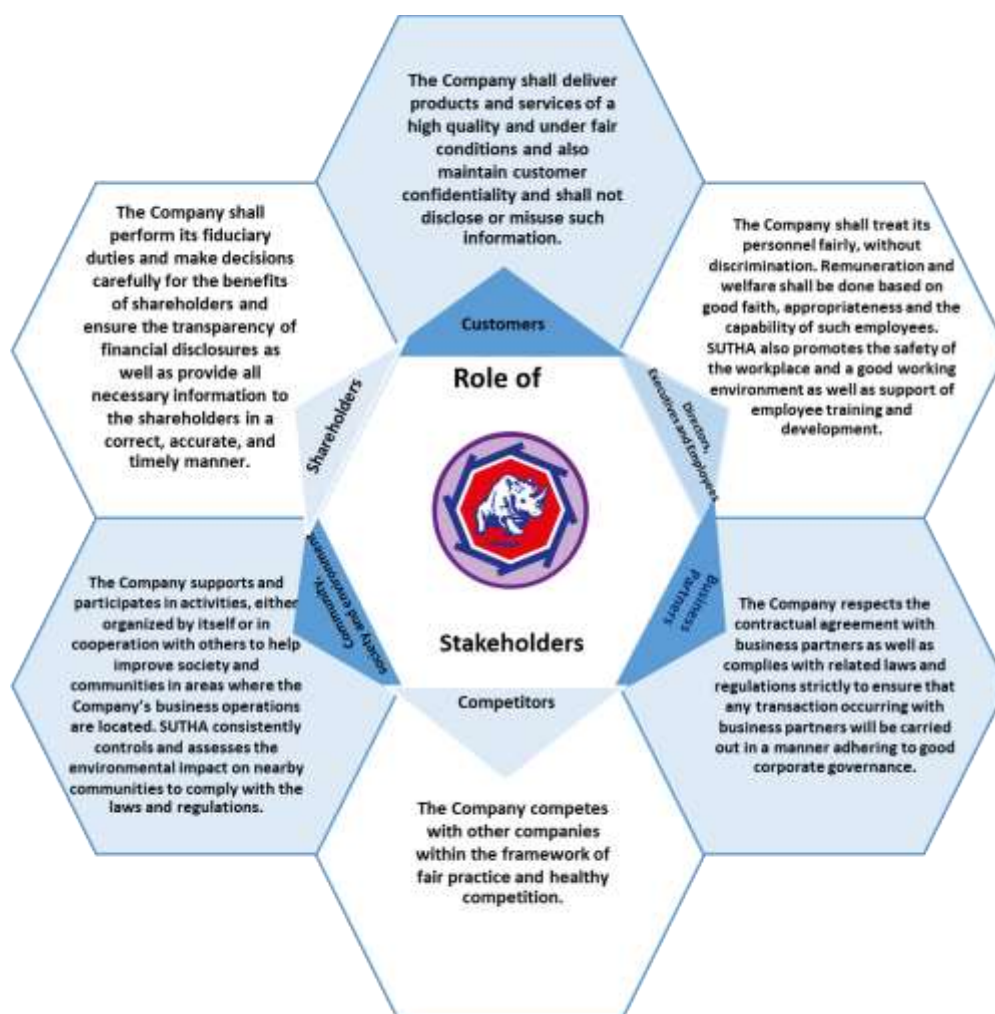 The Company shall deliver
products and services of a
high quality and under fair
conditions and also
maintain customer
confidentiality and shall not
disclose or misuse such
information.
Customers
The Company shall treat its
personnel fairly, without
discrimination. Remuneration and
welfare shall be done based on
good faith, appropriateness and the
capability of such employees.
SUTHA also promotes the safety of
the workplace and a good working
environment as well as support of
employee training and
development.
Directors,
Executives and Employees
The Company respects the
contractual agreement with
business partners as well as
complies with related laws and
regulations strictly to ensure that
any transaction occurring with
business partners will be carried
out in a manner adhering to good
corporate governance.
Business
Partners
The Company competes
with other companies
within the framework of
fair practice and healthy
competition.
Competitors
The Company supports and
participates in activities, either
organized by itself or in
cooperation with others to help
improve society and
communities in areas where the
Company's business operations
are located. SUTHA consistently
controls and assesses the
environmental impact on nearby
communities to comply with the
laws and regulations.
Community,
society and environment
The Company shall
perform its fiduciary
duties and make decisions
carefully for the benefits
of shareholders and
ensure the transparency of
financial disclosures as
well as provide all
necessary information to
the shareholders in a
correct, accurate, and
timely manner.
Shareholders
Role of
Stakeholders